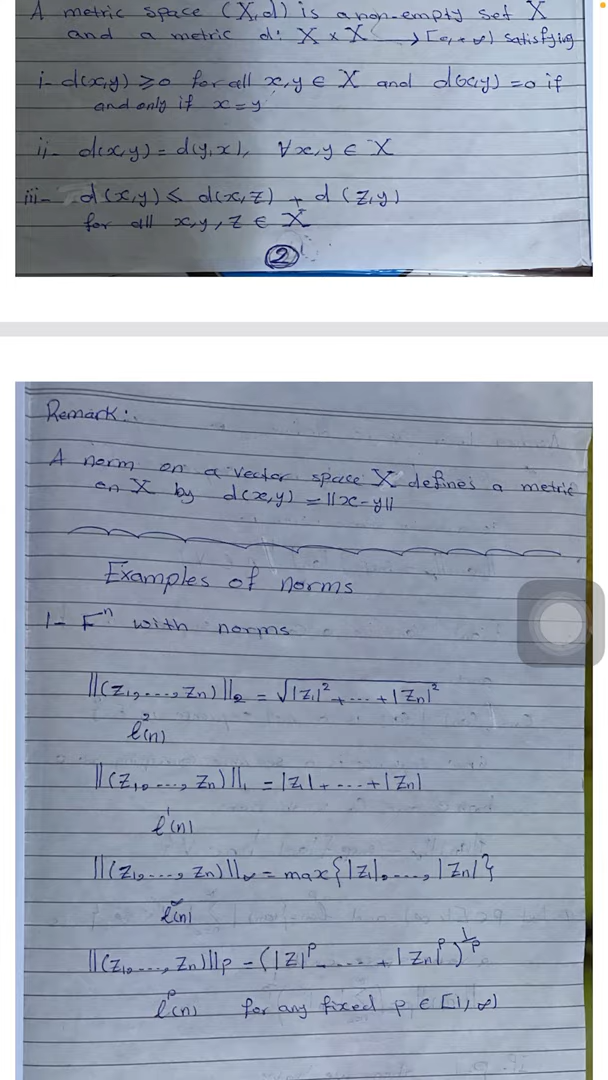 A metric space (X,d) is a non-empty set X
and a metric d: X × X ⟶ [0,+∞) satisfying
i- d(x,y) ≥ 0 for all x,y ∈ X and d(x,y) = 0 if
and only if x = y
ii- d(x,y) = d(y,x), ∀x,y ∈ X
iii- d(x,y) ≤ d(x,z) + d(z,y)
for all x,y,z ∈ X
2
Remark:.
A norm on a vector space X defines a metric
on X by d(x,y) = ||x-y||
Examples of norms
1- Fⁿ with norms
||(z₁,...,zn)||₂ = √|z₁|²+...+|zn|²
ℓ²(n)
||(z₁,...,zn)||₁ = |z₁|+...+|zn|
ℓ¹(n)
||(z₁,...,zn)||∞ = max{|z₁|,...,|zn|}
ℓ∞(n)
||(z₁,...,zn)||p = (|z|ᵖ.....+|zn|ᵖ)^1/p
ℓᵖ(n) for any fixed p ∈ [1,∞)